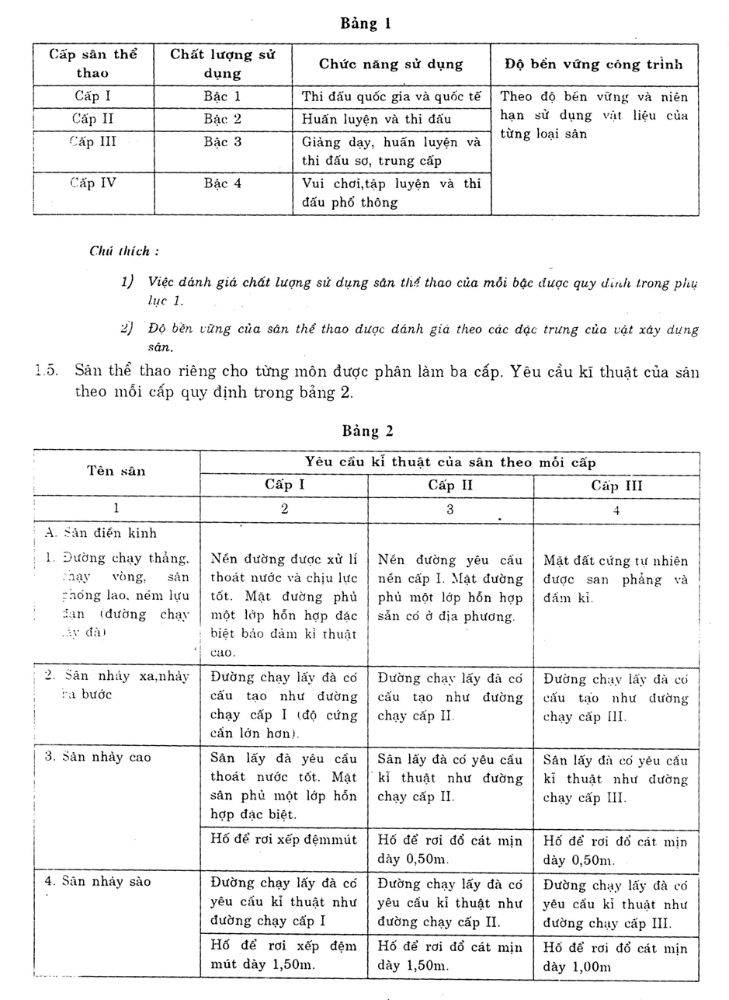 Bảng 1
Cấp sân thể thao
Chất lượng sử dụng
Chức năng sử dụng
Độ bền vững công trình
Cấp I
Bậc 1
Thi đấu quốc gia và quốc tế
Theo độ bền vững và niên
hạn sử dụng vật liệu của
từng loại sân
Cấp II
Bậc 2
Huấn luyện và thi đấu
Cấp III
Bậc 3
Giảng dạy, huấn luyện và
thi đấu sơ, trung cấp
Cấp IV
Bậc 4
Vui chơi,tập luyện và thi
đấu phổ thông
Chú thích :
1) Việc đánh giá chất lượng sử dụng sân thể thao của mỗi bậc được quy định trong phụ
lục 1.
2) Độ bền vững của sân thể thao được đánh giá theo các đặc trưng của vật xây dựng
sân.
1.5. Sân thể thao riêng cho từng môn được phân làm ba cấp. Yêu cầu kĩ thuật của sân
theo mỗi cấp quy định trong bảng 2.
Bảng 2
Tên sân
Yêu cầu kĩ thuật của sân theo mỗi cấp
Cấp I
Cấp II
Cấp III
1
2
3
4
A. Sân điền kinh
1. Đường chạy thẳng,
chạy vòng, sân
phóng lao, ném lựu
đạn (đường chạy
lấy đà)
Nền đường được xử lí
thoát nước và chịu lực
tốt. Mặt đường phủ
một lớp hỗn hợp đặc
biệt bảo đảm kĩ thuật
cao.
Nền đường yêu cầu
nền cấp I. Mặt đường
phủ một lớp hỗn hợp
sẵn có ở địa phương.
Mặt đất cứng tự nhiên
được san phẳng và
đầm kĩ.
2. Sân nhảy xa,nhảy
ba bước
Đường chạy lấy đà có
cấu tạo như đường
chạy cấp I (độ cứng
cần lớn hơn).
Đường chạy lấy đà có
cấu tạo như đường
chạy cấp II.
Đường chạy lấy đà có
cấu tạo như đường
chạy cấp III.
3. Sân nhảy cao
Sân lấy đà yêu cầu
thoát nước tốt. Mặt
sân phủ một lớp hỗn
hợp đặc biệt.
Sân lấy đà có yêu cầu
kĩ thuật như đường
chạy cấp II.
Sân lấy đà có yêu cầu
kĩ thuật như đường
chạy cấp III.
Hố để rơi xếp đệmmút
Hố để rơi đổ cát mịn
dày 0,50m.
Hố để rơi đổ cát mịn
dày 0,50m.
4. Sân nhảy sào
Đường chạy lấy đà có
yêu cầu kĩ thuật như
đường chạy cấp I
Đường chạy lấy đà có
yêu cầu kĩ thuật như
đường chạy cấp II.
Đường chạy lấy đà có
yêu cầu kĩ thuật như
đường chạy cấp III.
Hố để rơi xếp đệm
mút dày 1,50m.
Hố để rơi đổ cát mịn
dày 1,50m.
Hố để rơi đổ cát mịn
dày 1,00m